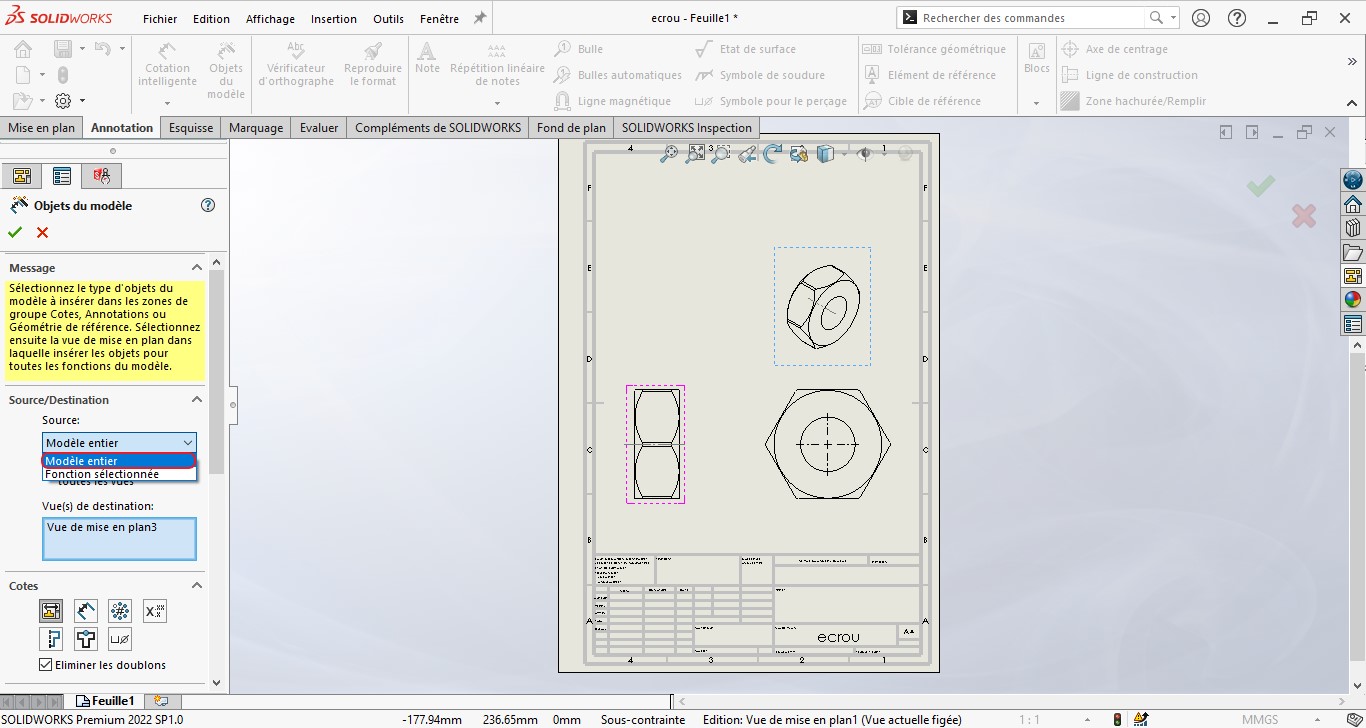 SOLIDWORKS
Fichier Edition Affichage Insertion Outils Fenêtre
ecrou - Feuille1 *
Rechercher des commandes
Cotation intelligente
Objets du modèle
Abc
Vérificateur d'orthographe
Reproduire le format
Note
Répétition linéaire de notes
Bulle
Bulles automatiques
Ligne magnétique
Etat de surface
Symbole de soudure
Symbole pour le perçage
Tolérance géométrique
Elément de référence
Cible de référence
Blocs
Axe de centrage
Ligne de construction
Zone hachurée/Remplir
Mise en plan Annotation Esquisse Marquage Evaluer Compléments de SOLIDWORKS Fond de plan SOLIDWORKS Inspection
Objets du modèle
Message
Sélectionnez le type d'objets du
modèle à insérer dans les zones de
groupe Cotes, Annotations ou
Géométrie de référence. Sélectionnez
ensuite la vue de mise en plan dans
laquelle insérer les objets pour
toutes les fonctions du modèle.
Source/Destination
Source:
Modèle entier
Modèle entier
Fonction sélectionnée
toutes les vues
Vue(s) de destination:
Vue de mise en plan3
Cotes
Eliminer les doublons
4 3 1
F F
E E
D D
C C
B B
A A
ecrou
A4
4 3 2 1
Feuille1
SOLIDWORKS Premium 2022 SP1.0
-177.94mm 236.65mm 0mm Sous-contrainte Edition: Vue de mise en plan1 (Vue actuelle figée) 1 : 1 MMGS